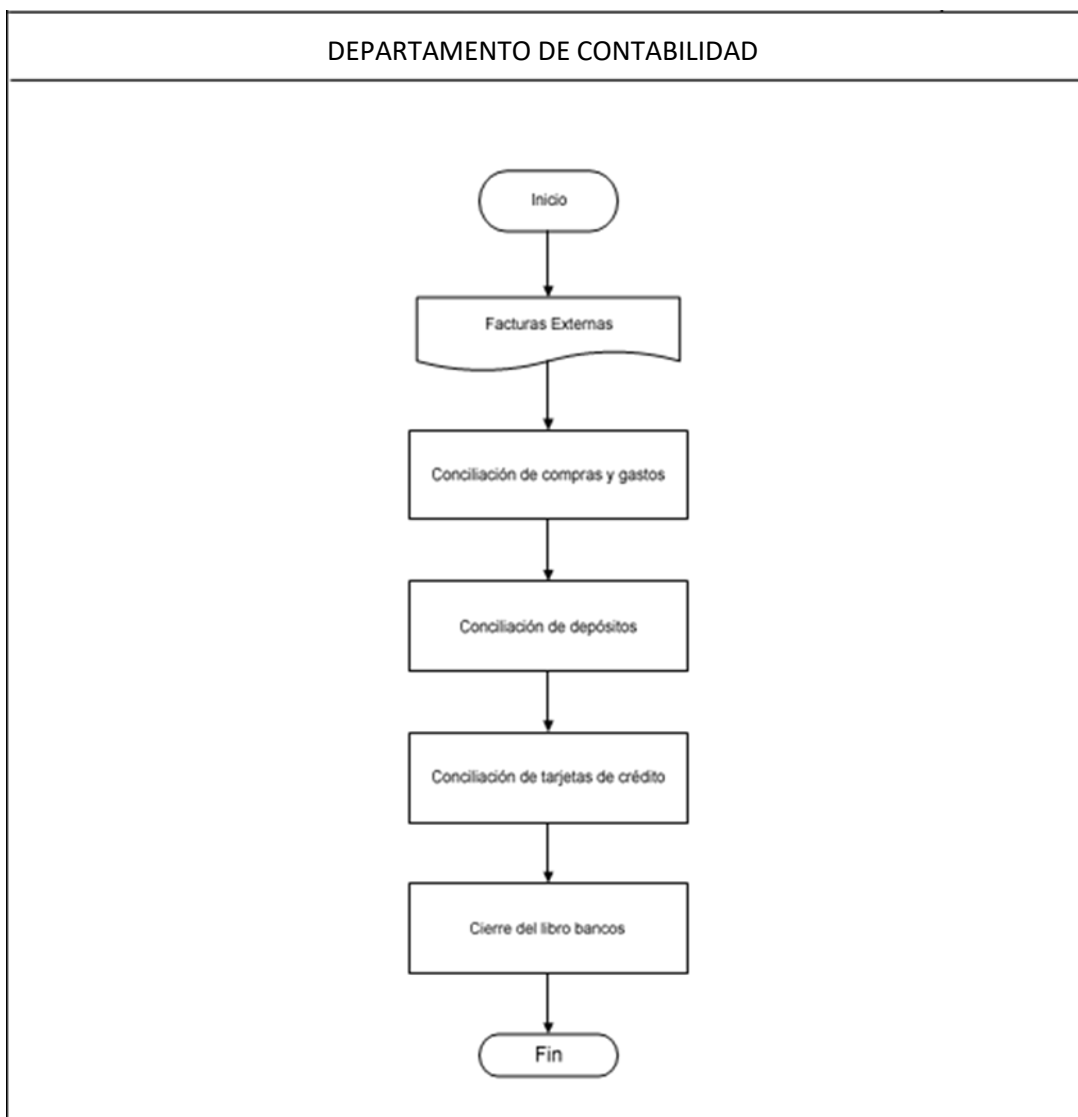 DEPARTAMENTO DE CONTABILIDAD
Inicio
Facturas Externas
Conciliación de compras y gastos
Conciliación de depósitos
Conciliación de tarjetas de crédito
Cierre del libro bancos
Fin